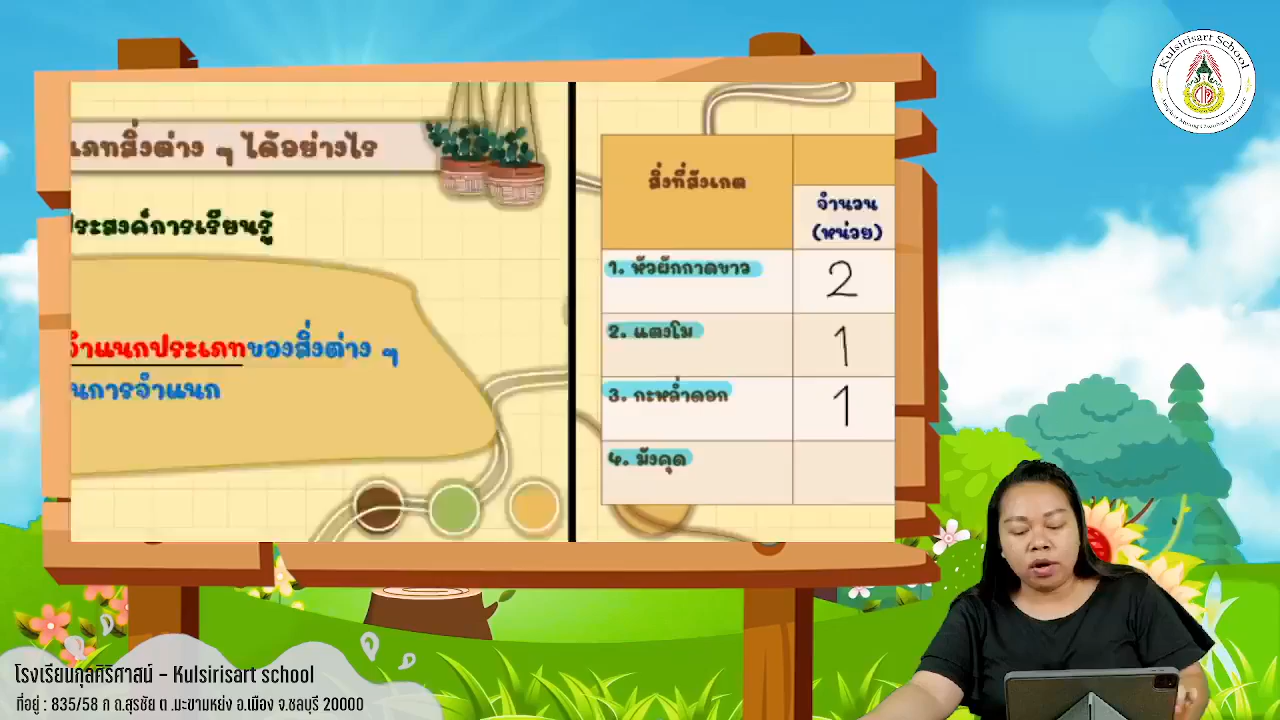 Kulsirisart School
เภทสิ่งต่าง ๆ ได้อย่างไร
ประสงค์การเรียนรู้
จำแนกประเภทของสิ่งต่าง ๆ
นการจำแนก
สิ่งที่สังเกต
จำนวน
(หน่วย)
1. หัวผักกาดขาว
2
2. แตงโม
1
3. กะหล่ำดอก
1
4. มังคุด
โรงเรียนกุลศิริศาสน์ - Kulsirisart school
ที่อยู่ : 835/58 ก ถ.สุรชัย ต .มะขามหย่ง อ.เมือง จ.ชลบุรี 20000